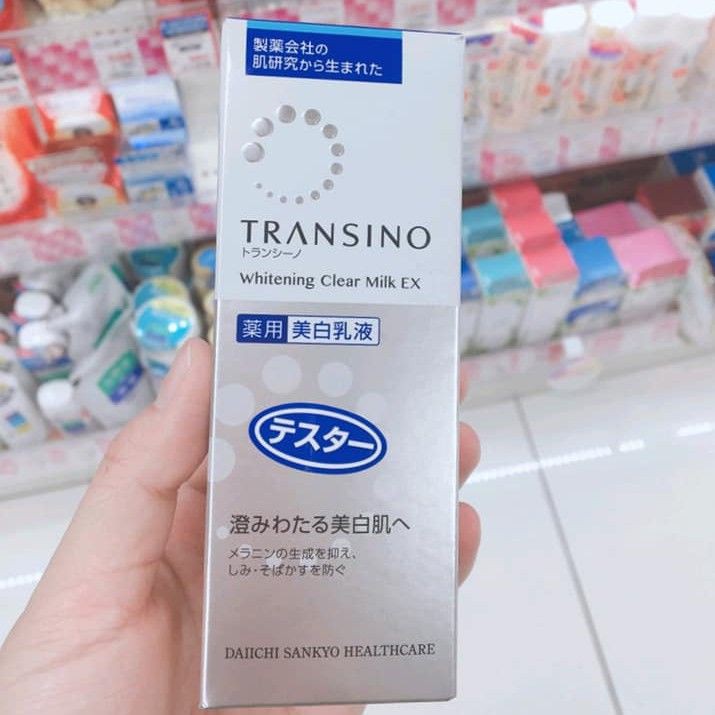 製薬会社の
肌研究から生まれた
TRANSINO
トランシーノ
Whitening Clear Milk EX
薬用 美白乳液
テスター
澄みわたる美白肌へ
メラニンの生成を抑え、
しみ・そばかすを防ぐ
DAIICHI SANKYO HEALTHCARE